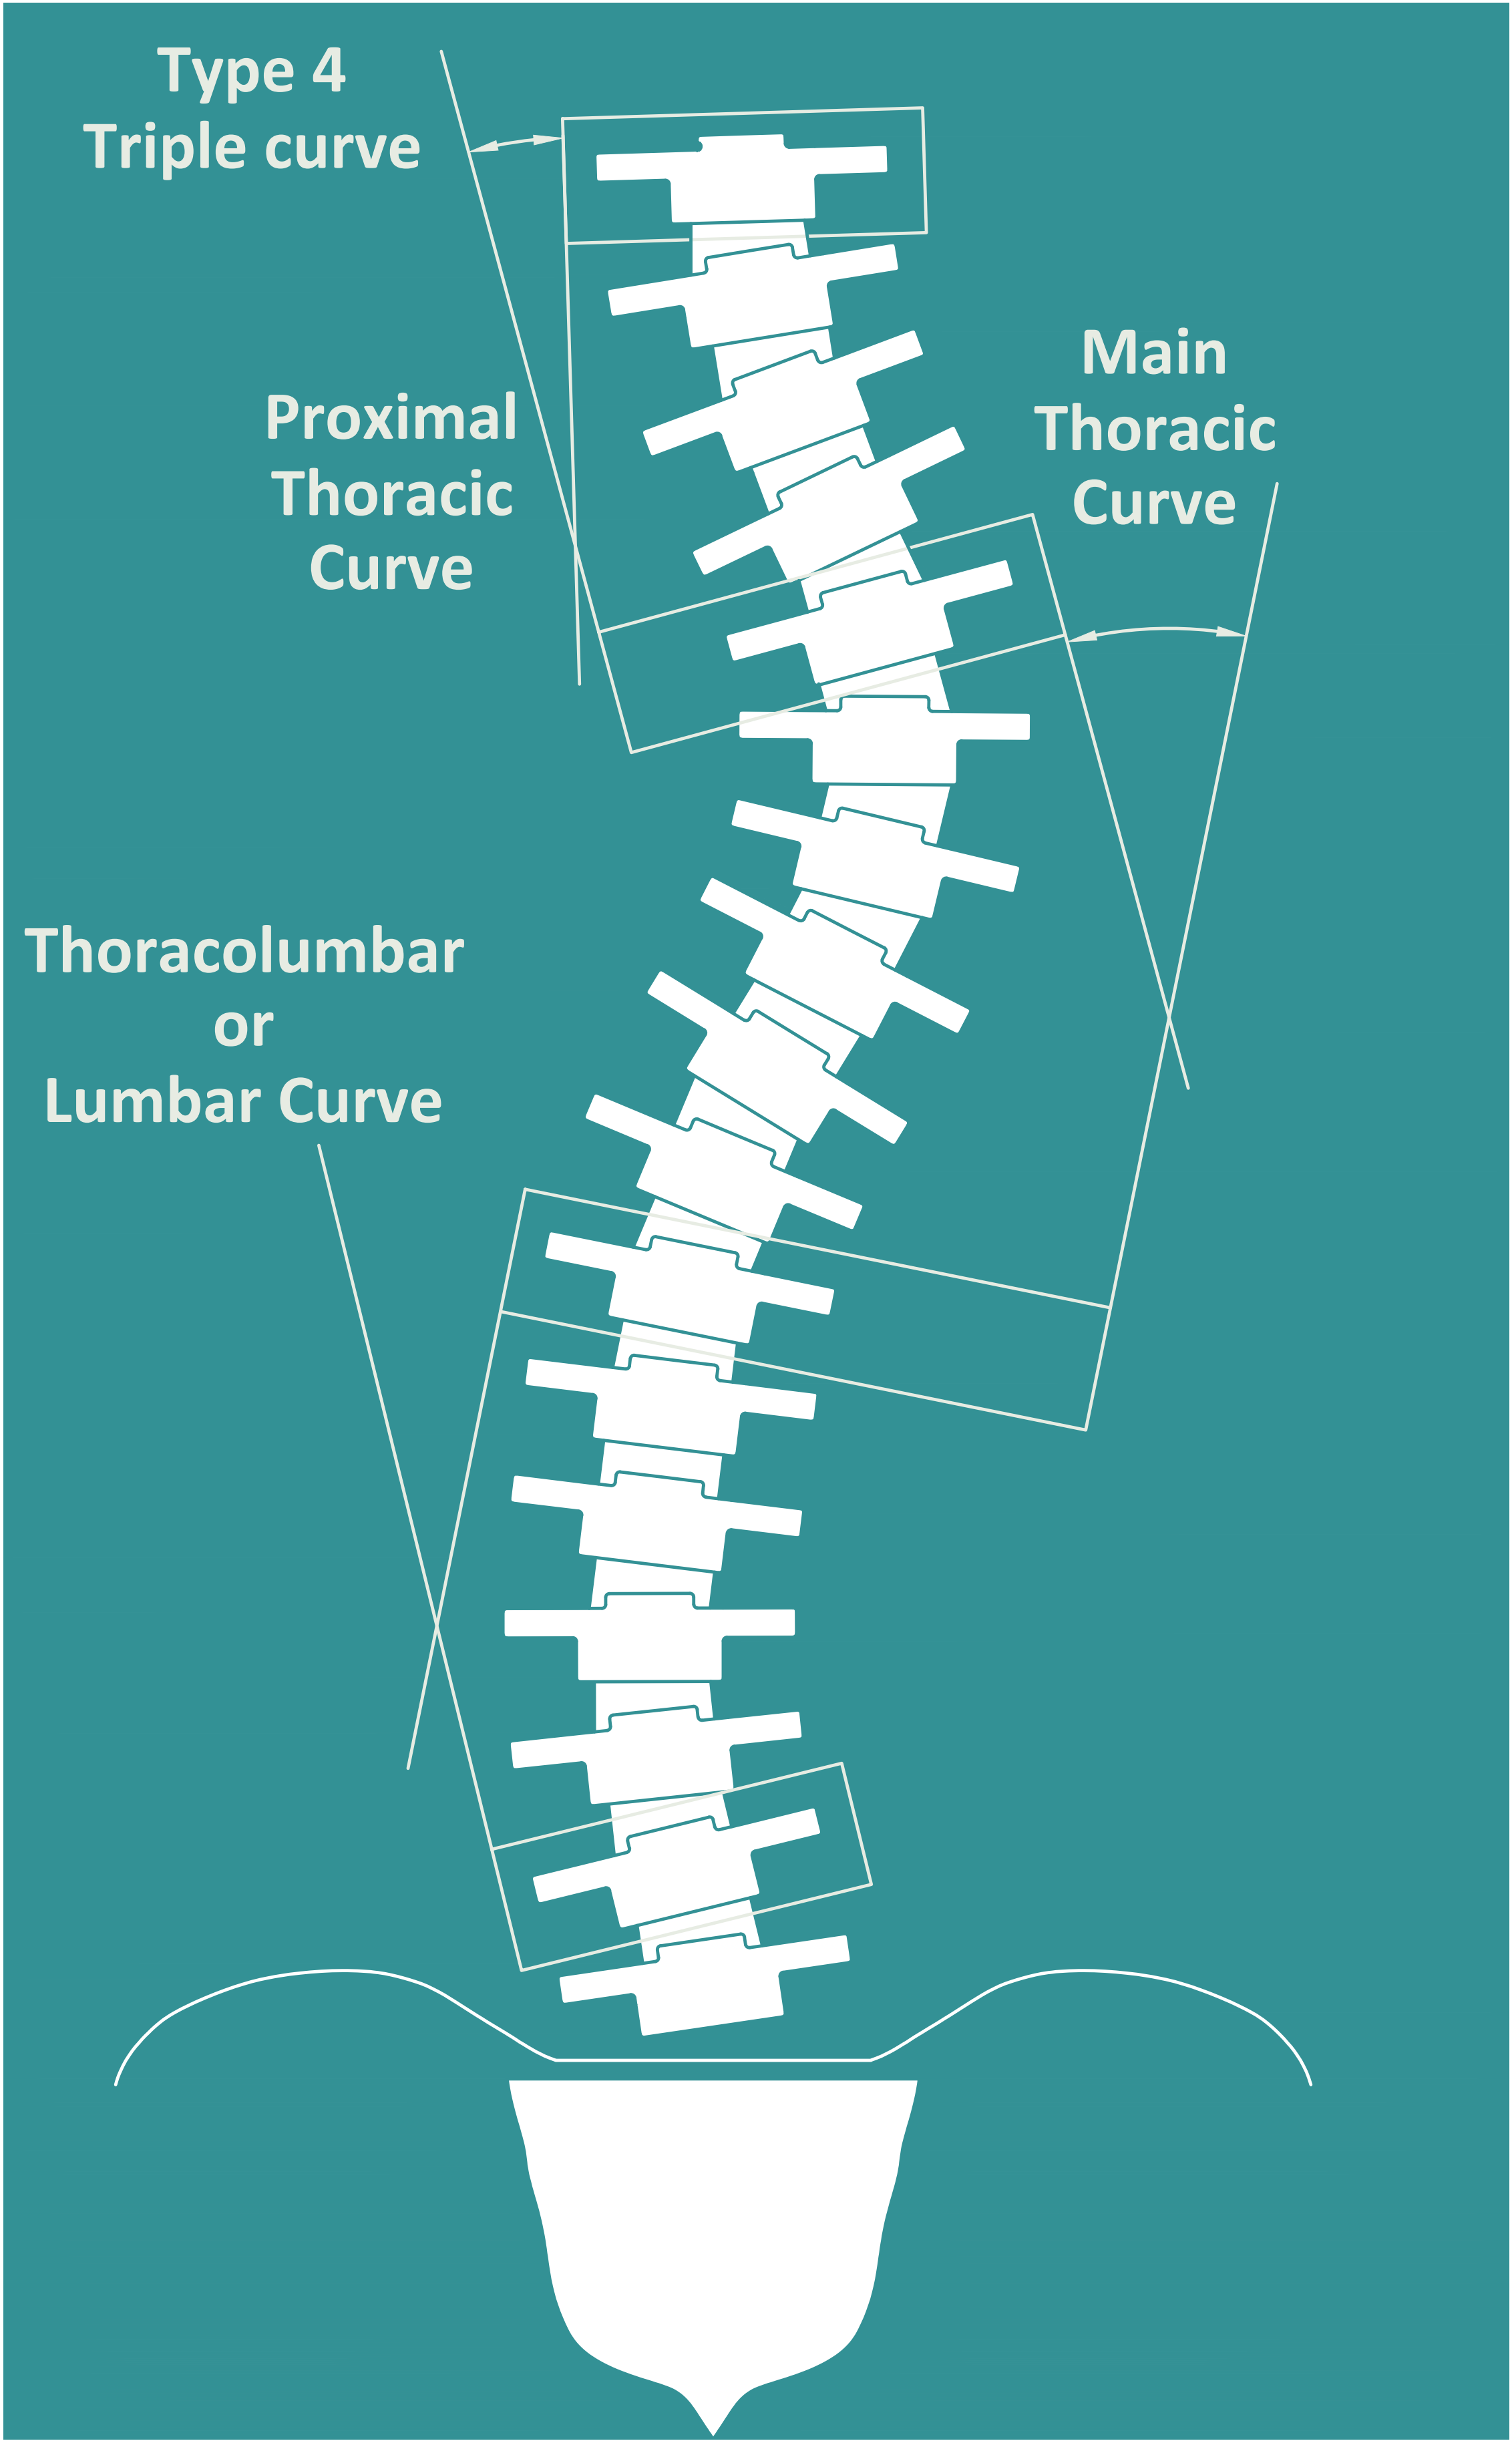 Type 4
Triple curve
Proximal
Thoracic
Curve
Main
Thoracic
Curve
Thoracolumbar
or
Lumbar Curve